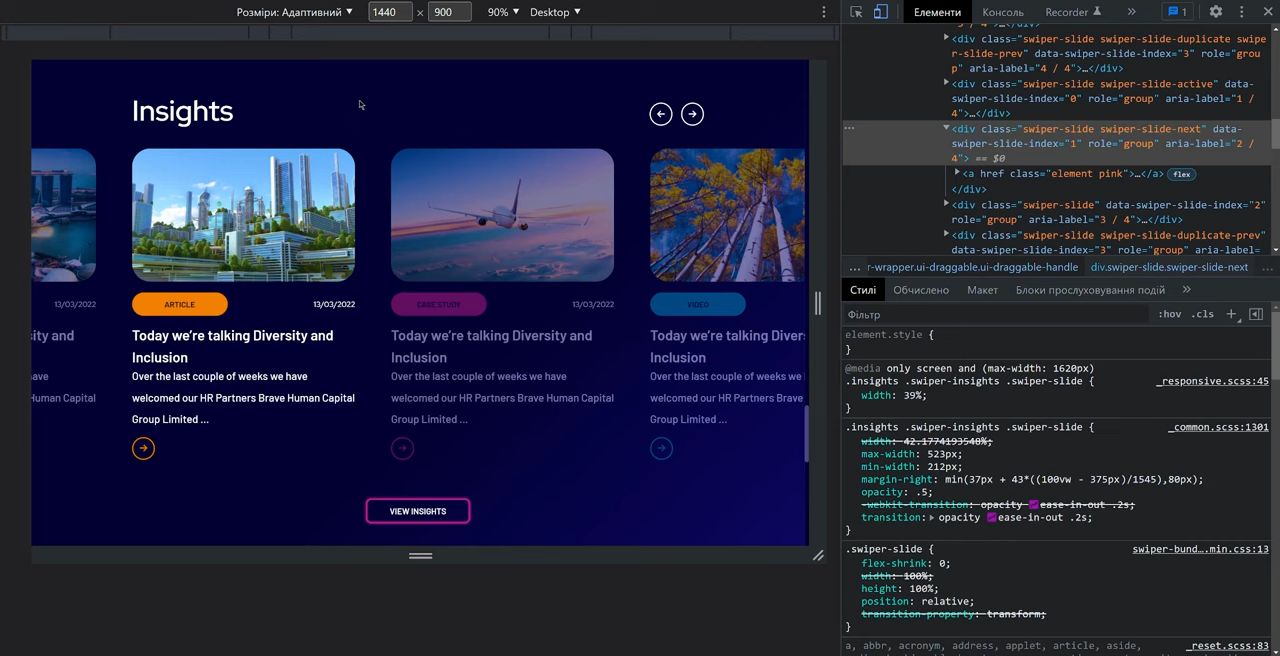 Розміри: Адаптивний ▼ 1440 × 900 90% ▼ Desktop ▼
Insights
13/03/2022
ARTICLE 13/03/2022
CASE STUDY 13/03/2022
VIDEO
ity and
Today we’re talking Diversity and
Inclusion
Today we’re talking Diversity and
Inclusion
Today we’re talking Divers
Inclusion
ave
Human Capital
Over the last couple of weeks we have
welcomed our HR Partners Brave Human Capital
Group Limited ...
Over the last couple of weeks we have
welcomed our HR Partners Brave Human Capital
Group Limited ...
Over the last couple of weeks we
welcomed our HR Partners Brave
Group Limited ...
VIEW INSIGHTS
Елементи Консоль Recorder 1
<div class="swiper-slide swiper-slide-duplicate swipe
r-slide-prev" data-swiper-slide-index="3" role="grou
p" aria-label="4 / 4">…</div>
<div class="swiper-slide swiper-slide-active" data-
swiper-slide-index="0" role="group" aria-label="1 /
4">…</div>
<div class="swiper-slide swiper-slide-next" data-
swiper-slide-index="1" role="group" aria-label="2 /
4"> == $0
<a href class="element pink">…</a> flex
</div>
<div class="swiper-slide" data-swiper-slide-index="2"
role="group" aria-label="3 / 4">…</div>
<div class="swiper-slide swiper-slide-duplicate-prev"
data-swiper-slide-index="3" role="group" aria-label=
... r-wrapper.ui-draggable.ui-draggable-handle div.swiper-slide.swiper-slide-next ...
Стилі Обчислено Макет Блоки прослуховування подій
Фільтр :hov .cls
element.style {
}
@media only screen and (max-width: 1620px)
.insights .swiper-insights .swiper-slide { _responsive.scss:45
width: 39%;
}
.insights .swiper-insights .swiper-slide { _common.scss:1301
width: 42.1774193548%;
max-width: 523px;
min-width: 212px;
margin-right: min(37px + 43*((100vw - 375px)/1545),80px);
opacity: .5;
-webkit-transition: opacity ease-in-out .2s;
transition: opacity ease-in-out .2s;
}
.swiper-slide { swiper-bund….min.css:13
flex-shrink: 0;
width: 100%;
height: 100%;
position: relative;
transition-property: transform;
}
a, abbr, acronym, address, applet, article, aside, _reset.scss:83